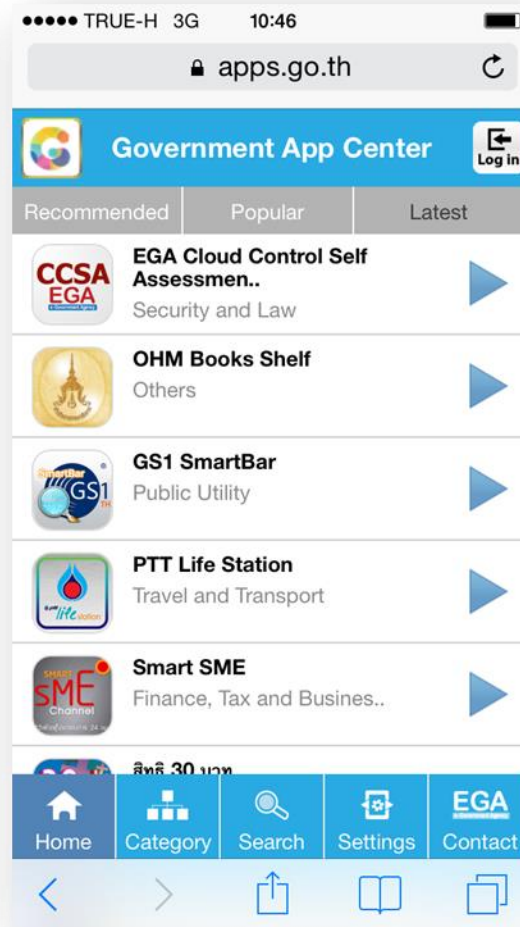 TRUE-H 3G 10:46
apps.go.th
Government App Center
Log in
Recommended Popular Latest
CCSA
EGA
EGA Cloud Control Self
Assessmen..
Security and Law
OHM Books Shelf
Others
SmartBar
GS1
TH
GS1 SmartBar
Public Utility
life station
PTT Life Station
Travel and Transport
SMART
SME
Channel
Smart SME
Finance, Tax and Busines..
สิทธิ 30 บาท
Home Category Search Settings EGA
Contact